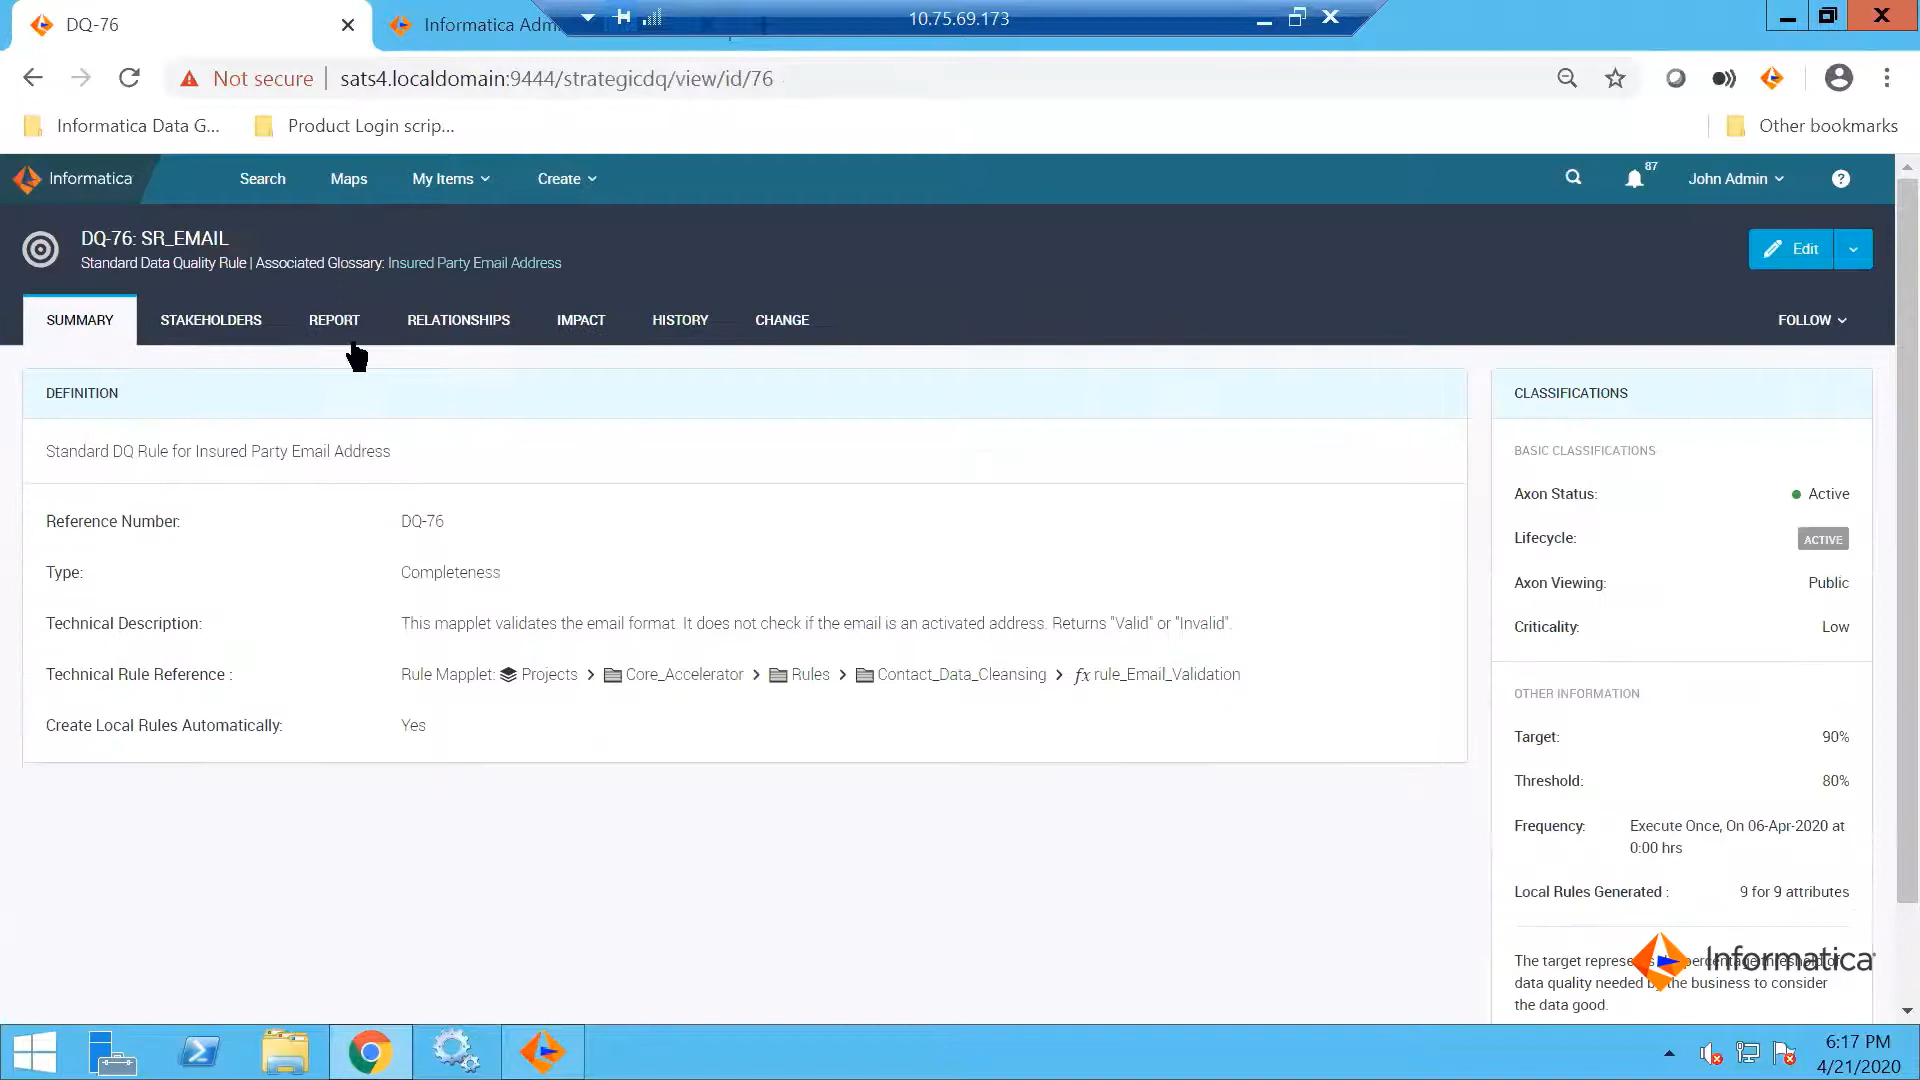 DQ-76
Informatica Adm
10.75.69.173
Not secure
sats4.localdomain:9444/strategicdq/view/id/76
Informatica Data G...
Product Login scrip...
Other bookmarks
Informatica
Search
Maps
My Items
Create
87
John Admin
?
DQ-76: SR_EMAIL
Standard Data Quality Rule | Associated Glossary: Insured Party Email Address
Edit
SUMMARY
STAKEHOLDERS
REPORT
RELATIONSHIPS
IMPACT
HISTORY
CHANGE
FOLLOW
DEFINITION
Standard DQ Rule for Insured Party Email Address
Reference Number: DQ-76
Type: Completeness
Technical Description: This mapplet validates the email format. It does not check if the email is an activated address. Returns "Valid" or "Invalid".
Technical Rule Reference : Rule Mapplet: Projects > Core_Accelerator > Rules > Contact_Data_Cleansing > fx rule_Email_Validation
Create Local Rules Automatically: Yes
CLASSIFICATIONS
BASIC CLASSIFICATIONS
Axon Status: Active
Lifecycle: ACTIVE
Axon Viewing: Public
Criticality: Low
OTHER INFORMATION
Target: 90%
Threshold: 80%
Frequency: Execute Once, On 06-Apr-2020 at
0:00 hrs
Local Rules Generated : 9 for 9 attributes
The target percentage threshold of
data quality needed the business to consider
the data good.
Informatica
6:17 PM
4/21/2020